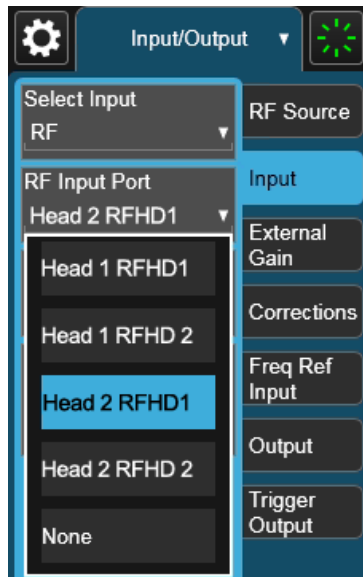 Input/Output
Select Input
RF
RF Input Port
Head 2 RFHD1
Head 1 RFHD1
Head 1 RFHD 2
Head 2 RFHD1
Head 2 RFHD 2
None
RF Source
Input
External
Gain
Corrections
Freq Ref
Input
Output
Trigger
Output